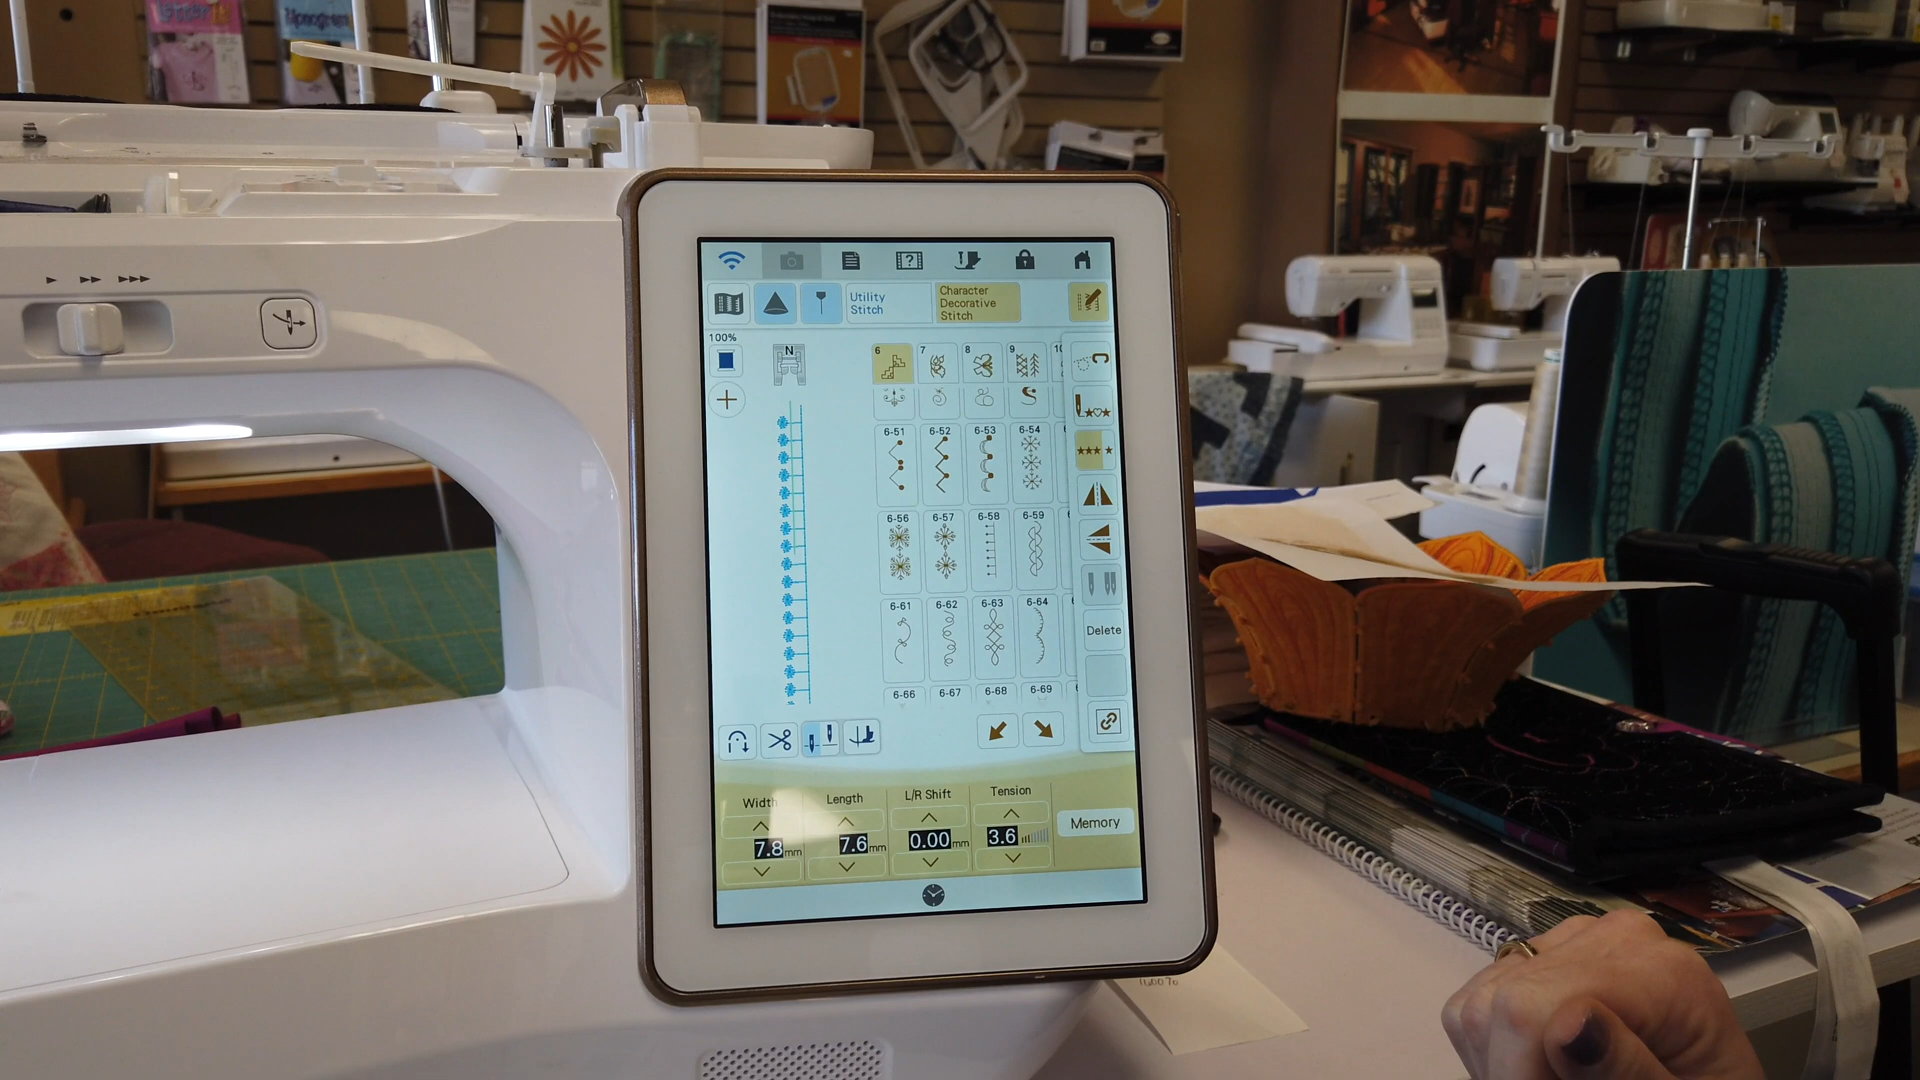 Utility
Stitch
Character
Decorative
Stitch
100%
N
6
7
8
9
10
6-51
6-52
6-53
6-54
6-56
6-57
6-58
6-59
6-61
6-62
6-63
6-64
6-66
6-67
6-68
6-69
Delete
Width
Length
L/R Shift
Tension
7.8 mm
7.6 mm
0.00 mm
3.6
Memory